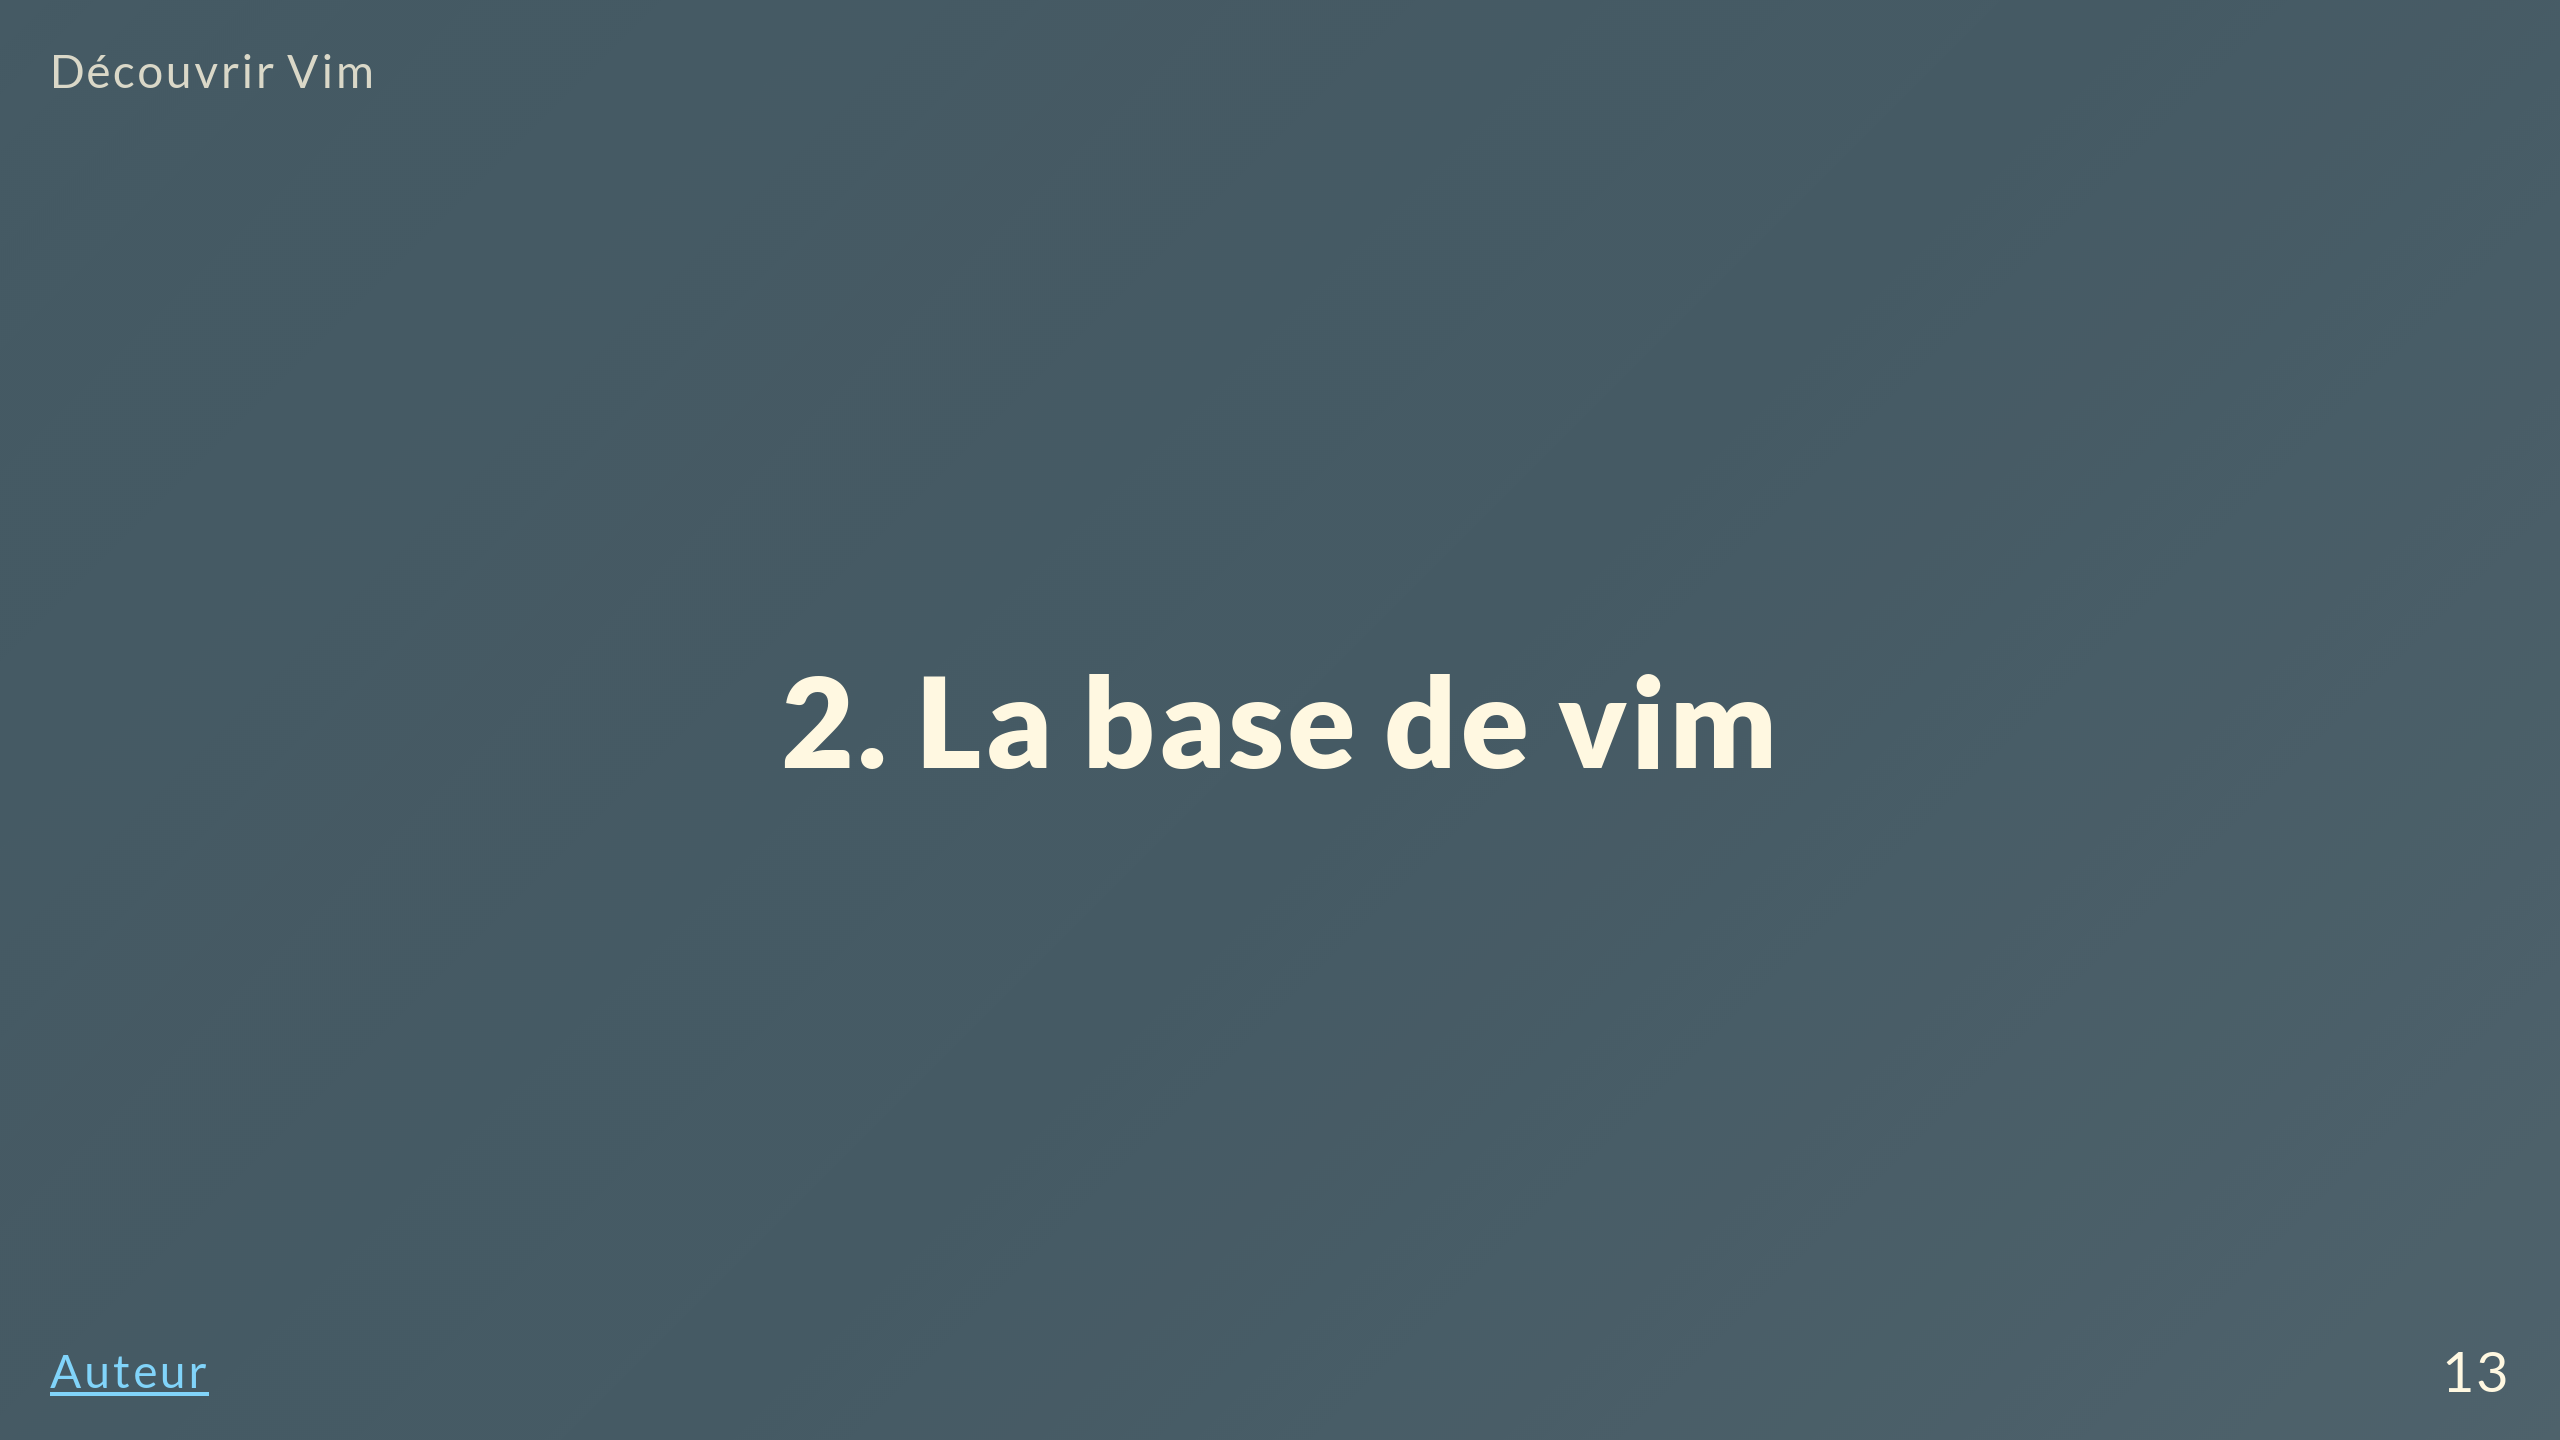 Découvrir Vim
2. La base de vim
Auteur
13